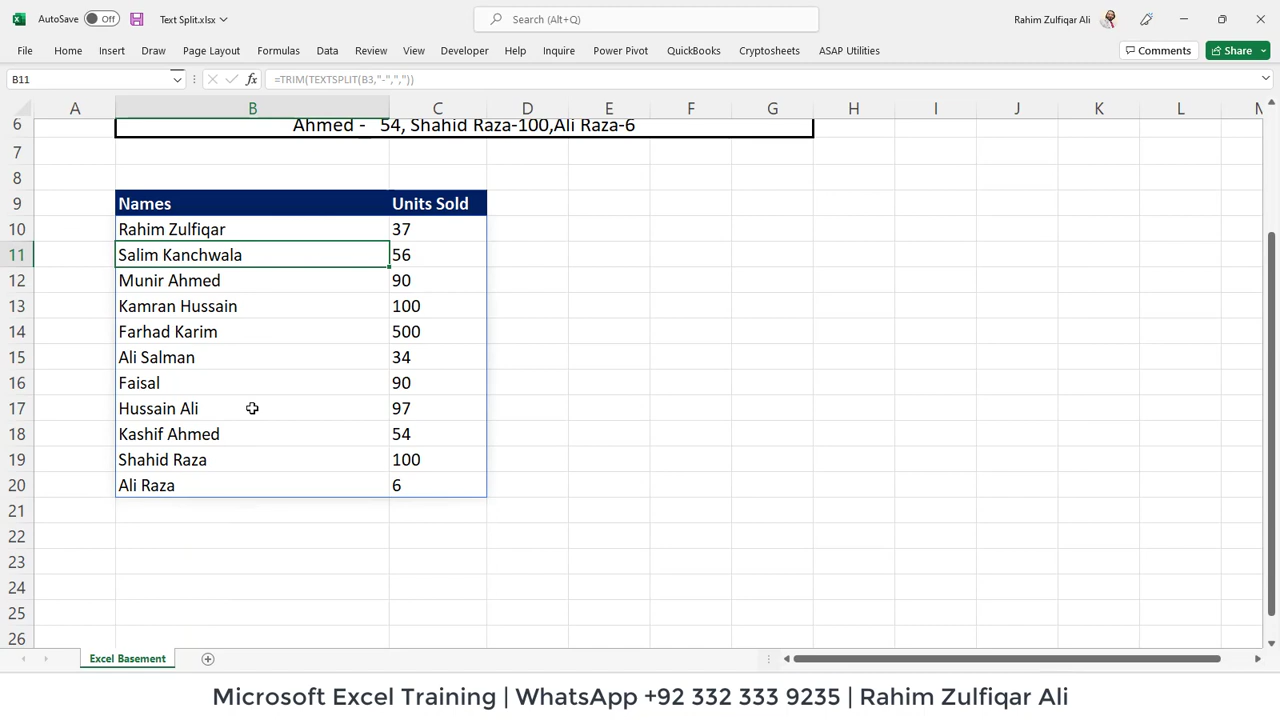 AutoSave Off Text Split.xlsx Search (Alt+Q) Rahim Zulfiqar Ali
File Home Insert Draw Page Layout Formulas Data Review View Developer Help Inquire Power Pivot QuickBooks Cryptosheets ASAP Utilities Comments Share
B11 fx =TRIM(TEXTSPLIT(B3,"-",","))
A B C D E F G H I J K L M
6 Ahmed - 54, Shahid Raza-100,Ali Raza-6
7
8
9 Names Units Sold
10 Rahim Zulfiqar 37
11 Salim Kanchwala 56
12 Munir Ahmed 90
13 Kamran Hussain 100
14 Farhad Karim 500
15 Ali Salman 34
16 Faisal 90
17 Hussain Ali 97
18 Kashif Ahmed 54
19 Shahid Raza 100
20 Ali Raza 6
21
22
23
24
25
26
Excel Basement
Microsoft Excel Training | WhatsApp +92 332 333 9235 | Rahim Zulfiqar Ali